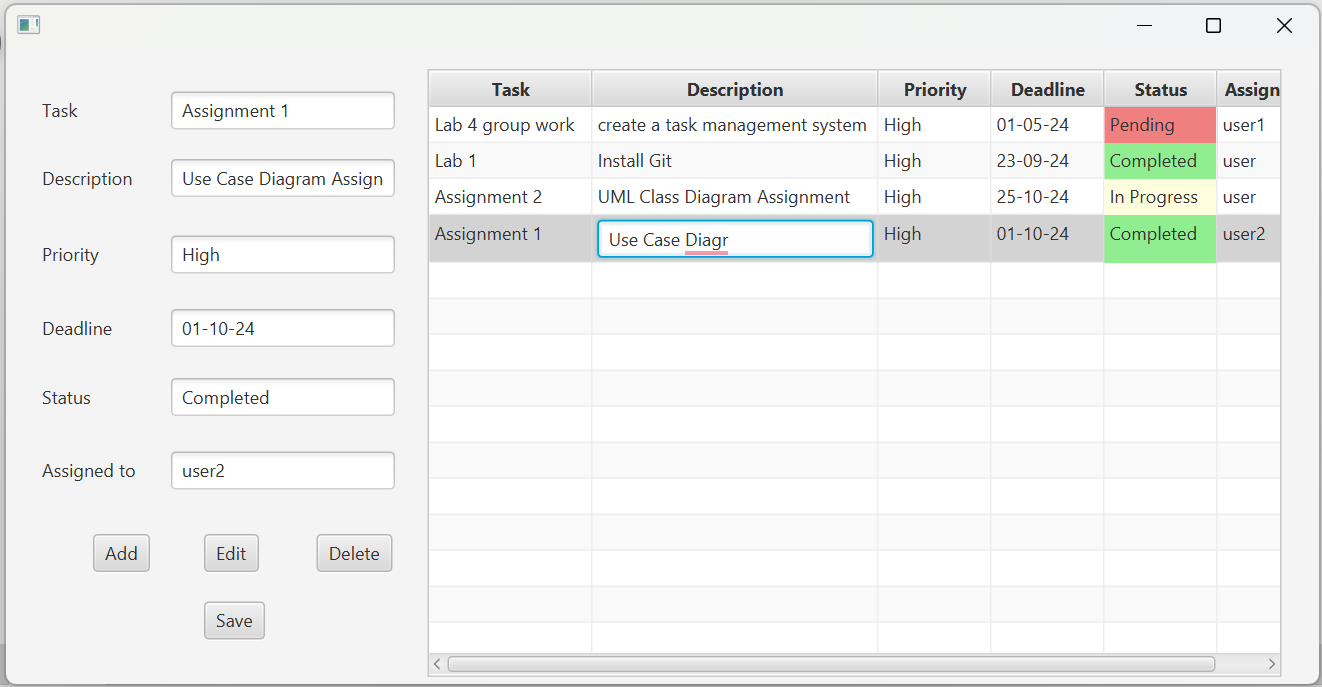 Task Assignment 1
Description Use Case Diagram Assign
Priority High
Deadline 01-10-24
Status Completed
Assigned to user2
Add Edit Delete
Save
Task Description Priority Deadline Status Assign
Lab 4 group work create a task management system High 01-05-24 Pending user1
Lab 1 Install Git High 23-09-24 Completed user
Assignment 2 UML Class Diagram Assignment High 25-10-24 In Progress user
Assignment 1 Use Case Diagr High 01-10-24 Completed user2